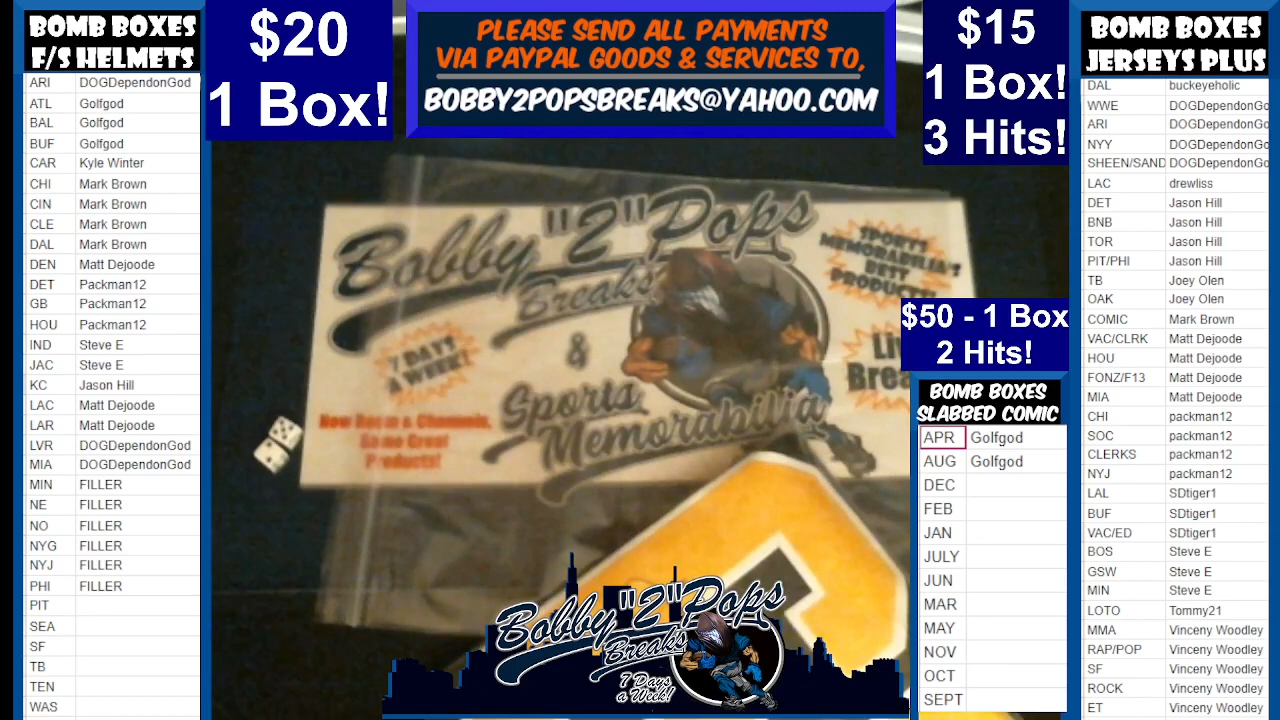 BOMB BOXES
F/S HELMETS
ARI DOGDependonGod
ATL Golfgod
BAL Golfgod
BUF Golfgod
CAR Kyle Winter
CHI Mark Brown
CIN Mark Brown
CLE Mark Brown
DAL Mark Brown
DEN Matt Dejoode
DET Packman12
GB Packman12
HOU Packman12
IND Steve E
JAC Steve E
KC Jason Hill
LAC Matt Dejoode
LAR Matt Dejoode
LVR DOGDependonGod
MIA DOGDependonGod
MIN FILLER
NE FILLER
NO FILLER
NYG FILLER
NYJ FILLER
PHI FILLER
PIT
SEA
SF
TB
TEN
WAS
$20
1 Box!
PLEASE SEND ALL PAYMENTS
VIA PAYPAL GOODS & SERVICES TO,
BOBBY2POPSBREAKS@YAHOO.COM
Bobby "2" Pops
Breaks
&
Sports
Memorabilia
7 DAYS
A WEEK!
SPORTS
MEMORABILIA'S
BEST
PRODUCT!
Now Room & Channels,
Same Great
Products!
Bobby "2" Pops
Breaks
7 Days
a Week!
$15
1 Box!
3 Hits!
$50 - 1 Box
2 Hits!
BOMB BOXES
SLABBED COMIC
APR Golfgod
AUG Golfgod
DEC
FEB
JAN
JULY
JUN
MAR
MAY
NOV
OCT
SEPT
BOMB BOXES
JERSEYS PLUS
DAL buckeyeholic
WWE DOGDependonGo
ARI DOGDependonGo
NYY DOGDependonGo
SHEEN/SAND DOGDependonGo
LAC drewliss
DET Jason Hill
BNB Jason Hill
TOR Jason Hill
PIT/PHI Jason Hill
TB Joey Olen
OAK Joey Olen
COMIC Mark Brown
VAC/CLRK Matt Dejoode
HOU Matt Dejoode
FONZ/F13 Matt Dejoode
MIA Matt Dejoode
CHI packman12
SOC packman12
CLERKS packman12
NYJ packman12
LAL SDtiger1
BUF SDtiger1
VAC/ED SDtiger1
BOS Steve E
GSW Steve E
MIN Steve E
LOTO Tommy21
MMA Vinceny Woodley
RAP/POP Vinceny Woodley
SF Vinceny Woodley
ROCK Vinceny Woodley
ET Vinceny Woodley